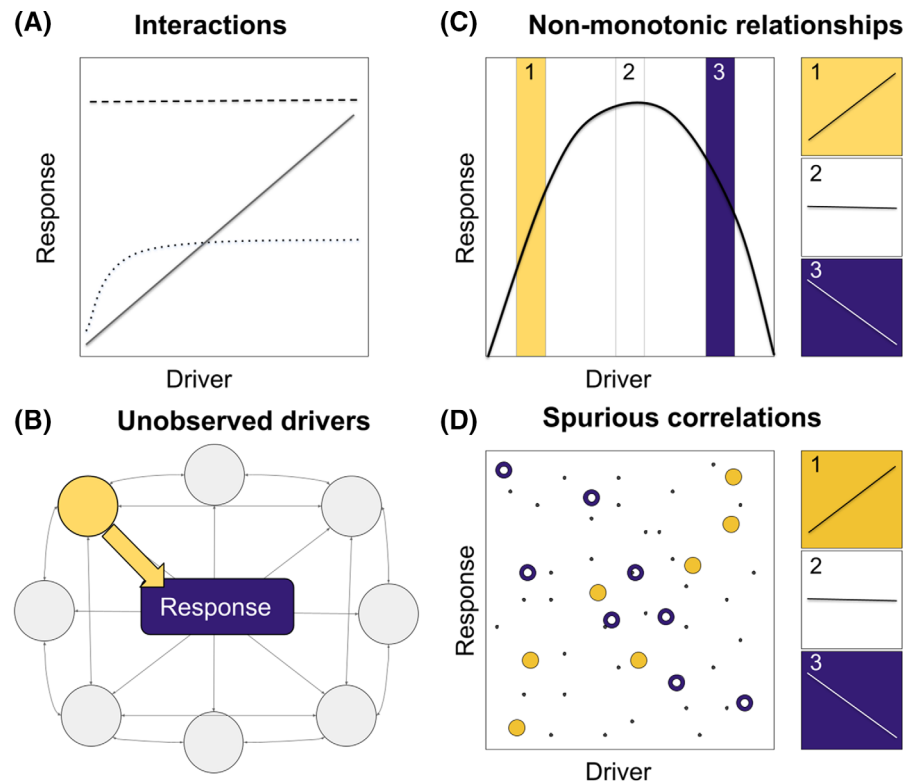 (A) Interactions
Response
Driver
(C) Non-monotonic relationships
1 2 3
Response
Driver
1
2
3
(B) Unobserved drivers
Response
(D) Spurious correlations
Response
Driver
1
2
3